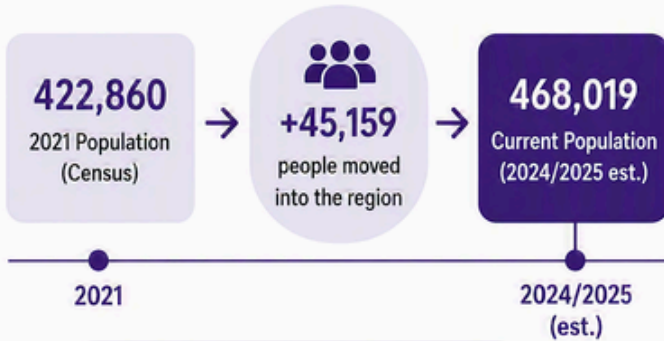 422,860
2021 Population
(Census)
+45,159
people moved
into the region
468,019
Current Population
(2024/2025 est.)
2021
2024/2025
(est.)